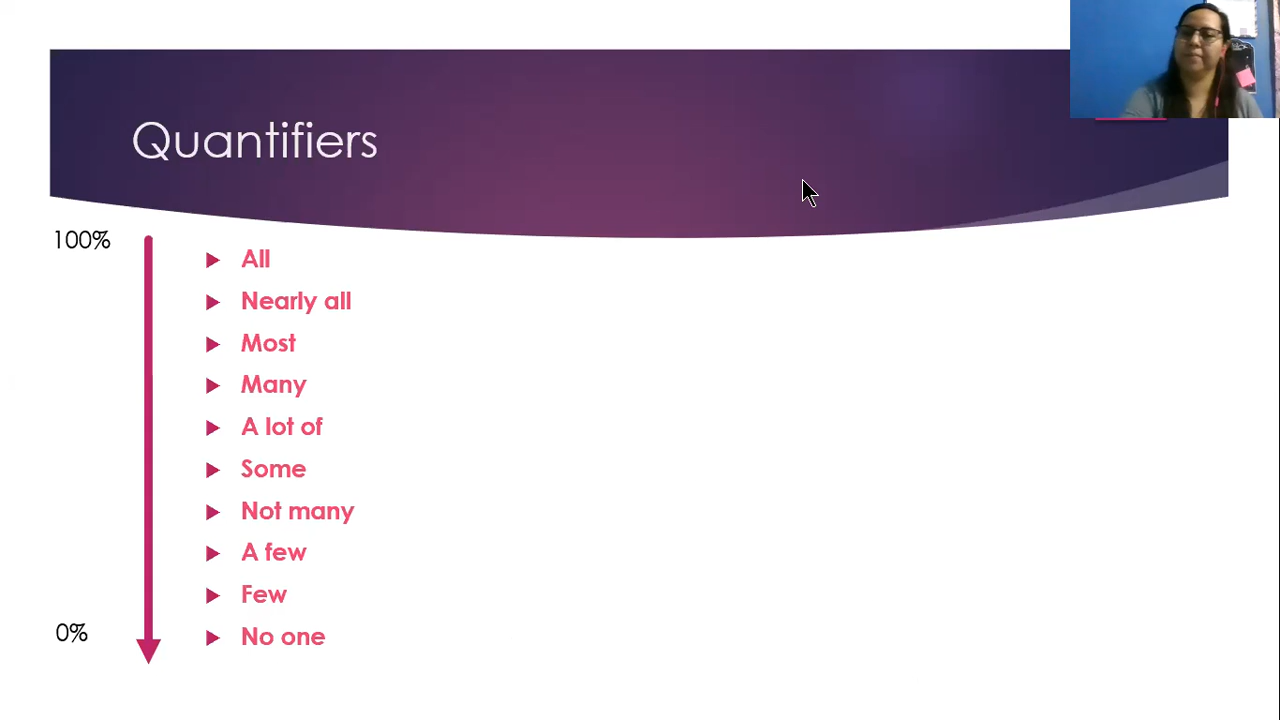 Quantifiers
100%
All
Nearly all
Most
Many
A lot of
Some
Not many
A few
Few
0%
No one